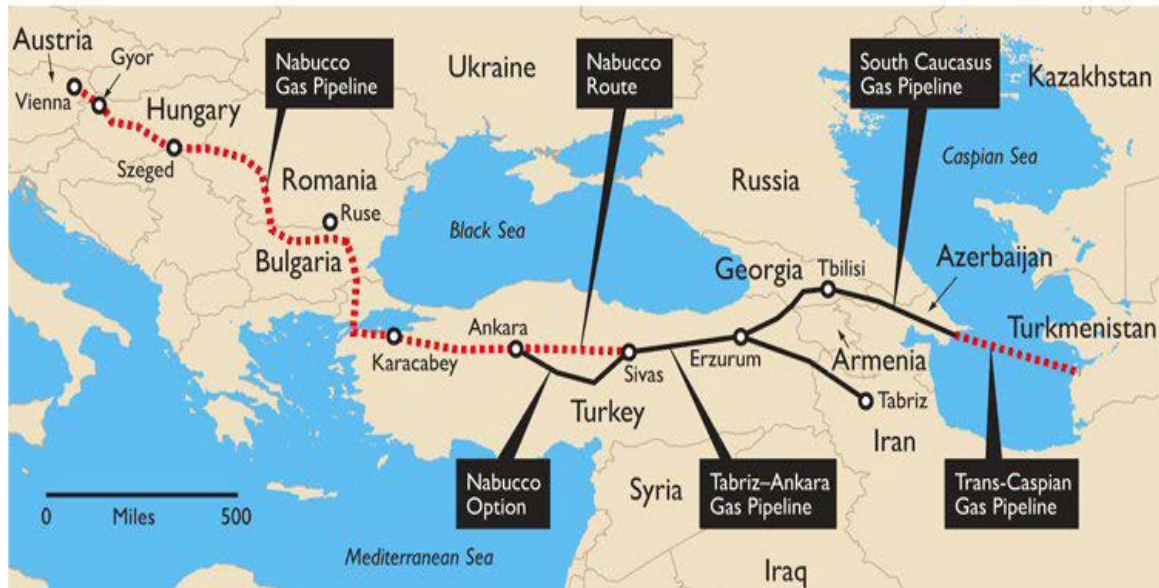 Austria
Gyor
Vienna
Hungary
Szeged
Nabucco
Gas Pipeline
Ukraine
Nabucco
Route
South Caucasus
Gas Pipeline
Kazakhstan
Caspian Sea
Romania
Ruse
Russia
Black Sea
Bulgaria
Georgia
Tbilisi
Azerbaijan
Turkmenistan
Karacabey
Ankara
Sivas
Erzurum
Armenia
Tabriz
Turkey
Iran
Nabucco
Option
Syria
Tabriz–Ankara
Gas Pipeline
Trans-Caspian
Gas Pipeline
0 Miles 500
Mediterranean Sea
Iraq